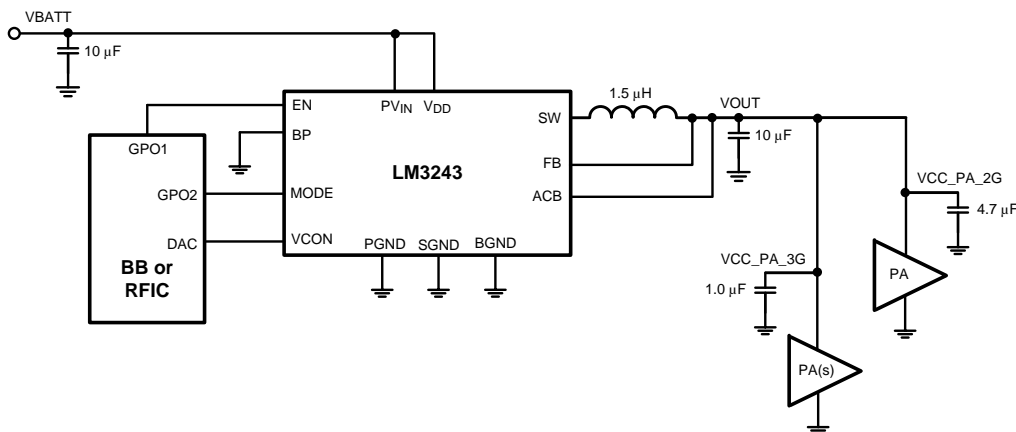 VBATT
10 µF
EN
PVIN
VDD
BP
LM3243
MODE
VCON
PGND
SGND
BGND
SW
FB
ACB
1.5 µH
VOUT
10 µF
GPO1
GPO2
DAC
BB or
RFIC
VCC_PA_2G
4.7 µF
PA
VCC_PA_3G
1.0 µF
PA(s)